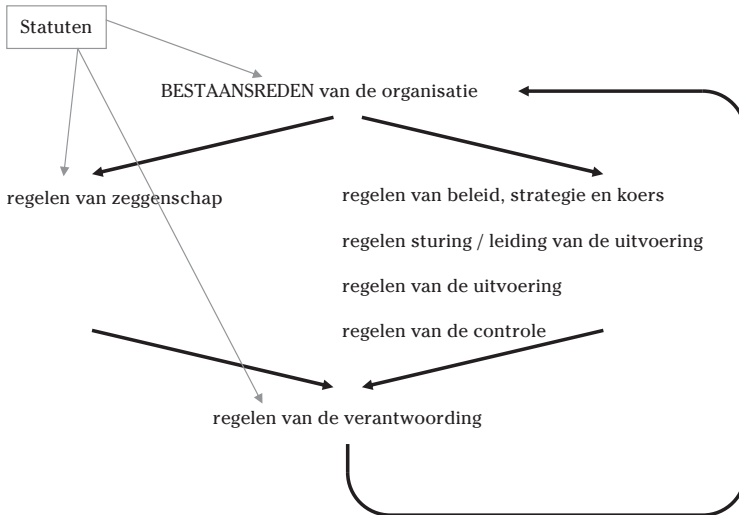 Statuten
BESTAANSREDEN van de organisatie
regelen van zeggenschap
regelen van beleid, strategie en koers
regelen sturing / leiding van de uitvoering
regelen van de uitvoering
regelen van de controle
regelen van de verantwoording